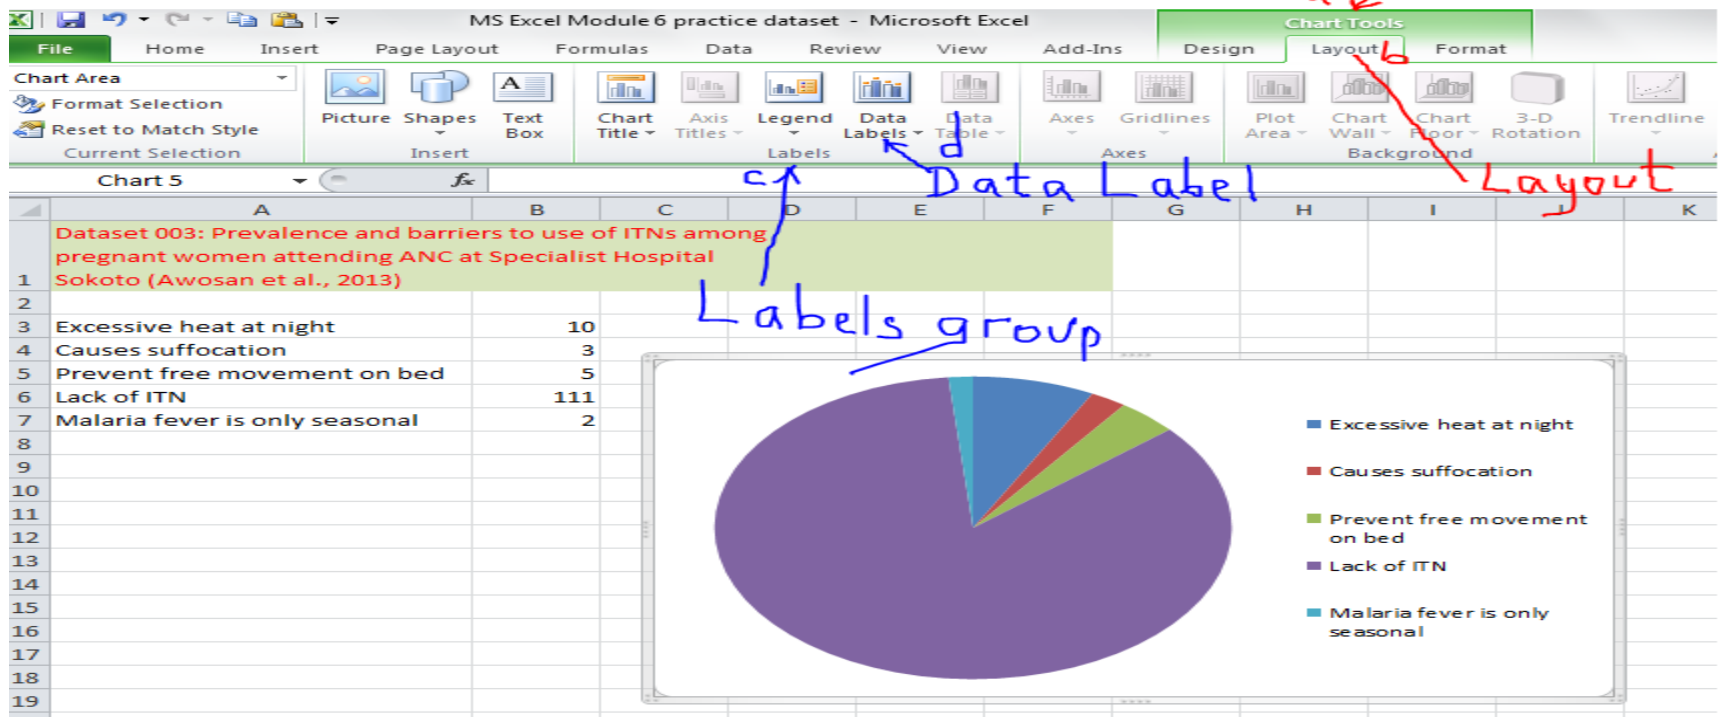 MS Excel Module 6 practice dataset - Microsoft Excel
Chart Tools
File Home Insert Page Layout Formulas Data Review View Add-Ins Design Layout Format
b
Chart Area
Format Selection
Reset to Match Style
Current Selection
Picture Shapes Text Box
Insert
Chart Title Axis Titles Legend Data Labels Data Table
Labels
Axes Gridlines
Axes
Plot Area Chart Wall Chart Floor 3-D Rotation
Background
Trendline
c
d
Data Label
Layout
Chart 5 fx
A B C D E F G H I J K
1 Dataset 003: Prevalence and barriers to use of ITNs among
pregnant women attending ANC at Specialist Hospital
Sokoto (Awosan et al., 2013)
2
Labels group
3 Excessive heat at night 10
4 Causes suffocation 3
5 Prevent free movement on bed 5
6 Lack of ITN 111
7 Malaria fever is only seasonal 2
8
9
10
11
12
13
14
15
16
17
18
19
Excessive heat at night
Causes suffocation
Prevent free movement
on bed
Lack of ITN
Malaria fever is only
seasonal